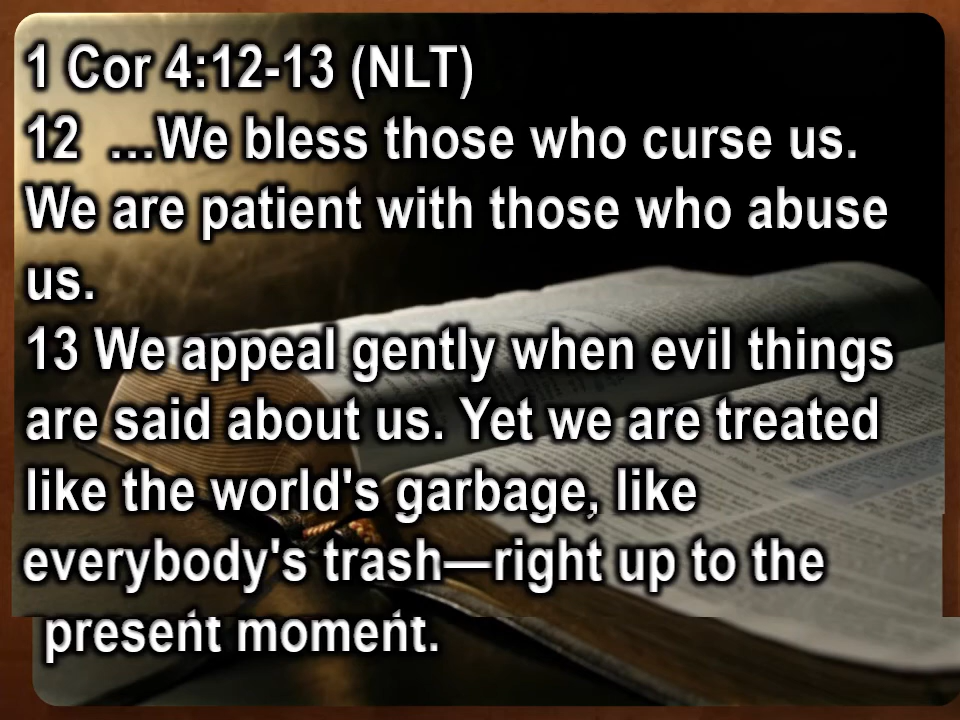 1 Cor 4:12-13 (NLT)
12 …We bless those who curse us.
We are patient with those who abuse
us.
13 We appeal gently when evil things
are said about us. Yet we are treated
like the world's garbage, like
everybody's trash—right up to the
present moment.